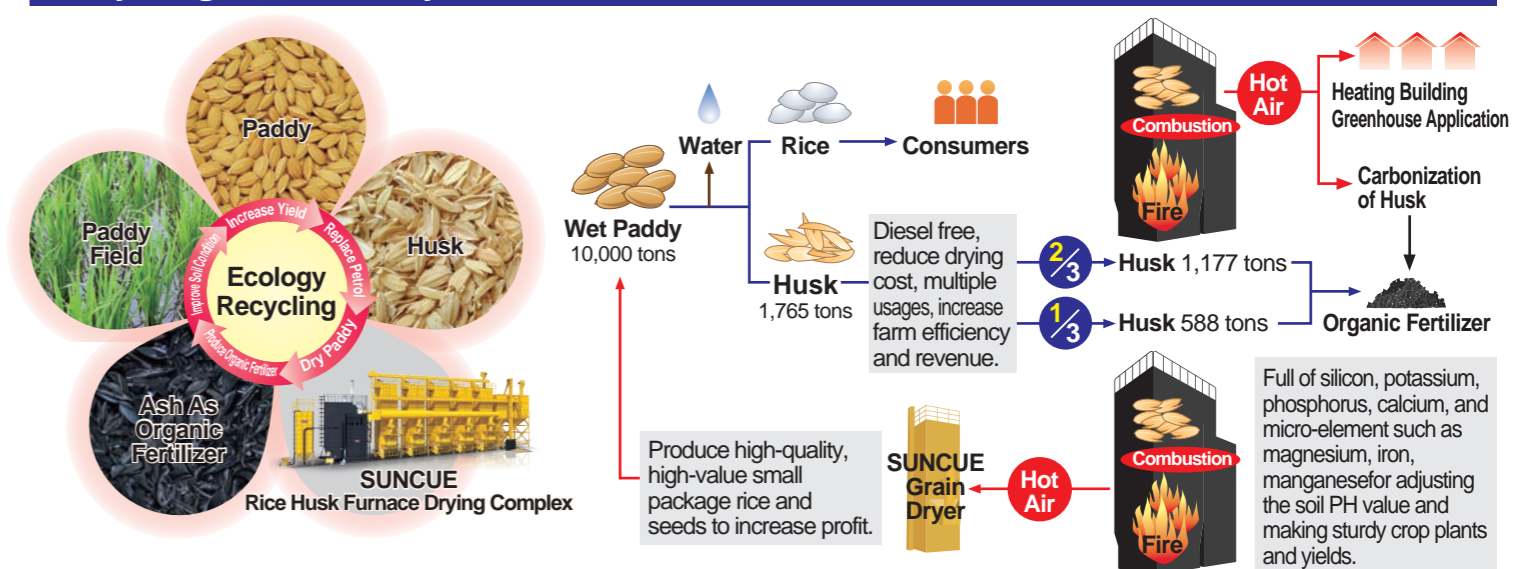 Paddy
Husk
Paddy
Field
Increase Yield
Replace Petrol
Dry Paddy
Produce Organic Fertilizer
Improve Soil Condition
Ecology
Recycling
Ash As
Organic
Fertilizer
SUNCUE
Rice Husk Furnace Drying Complex
Wet Paddy
10,000 tons
Water
Rice
Consumers
Husk
1,765 tons
Diesel free,
reduce drying
cost, multiple
usages, increase
farm efficiency
and revenue.
2/3
Husk 1,177 tons
1/3
Husk 588 tons
Combustion
Fire
Hot
Air
Heating Building
Greenhouse Application
Carbonization
of Husk
Organic Fertilizer
Produce high-quality,
high-value small
package rice and
seeds to increase profit.
SUNCUE
Grain
Dryer
Hot
Air
Combustion
Fire
Full of silicon, potassium,
phosphorus, calcium, and
micro-element such as
magnesium, iron,
manganesefor adjusting
the soil PH value and
making sturdy crop plants
and yields.